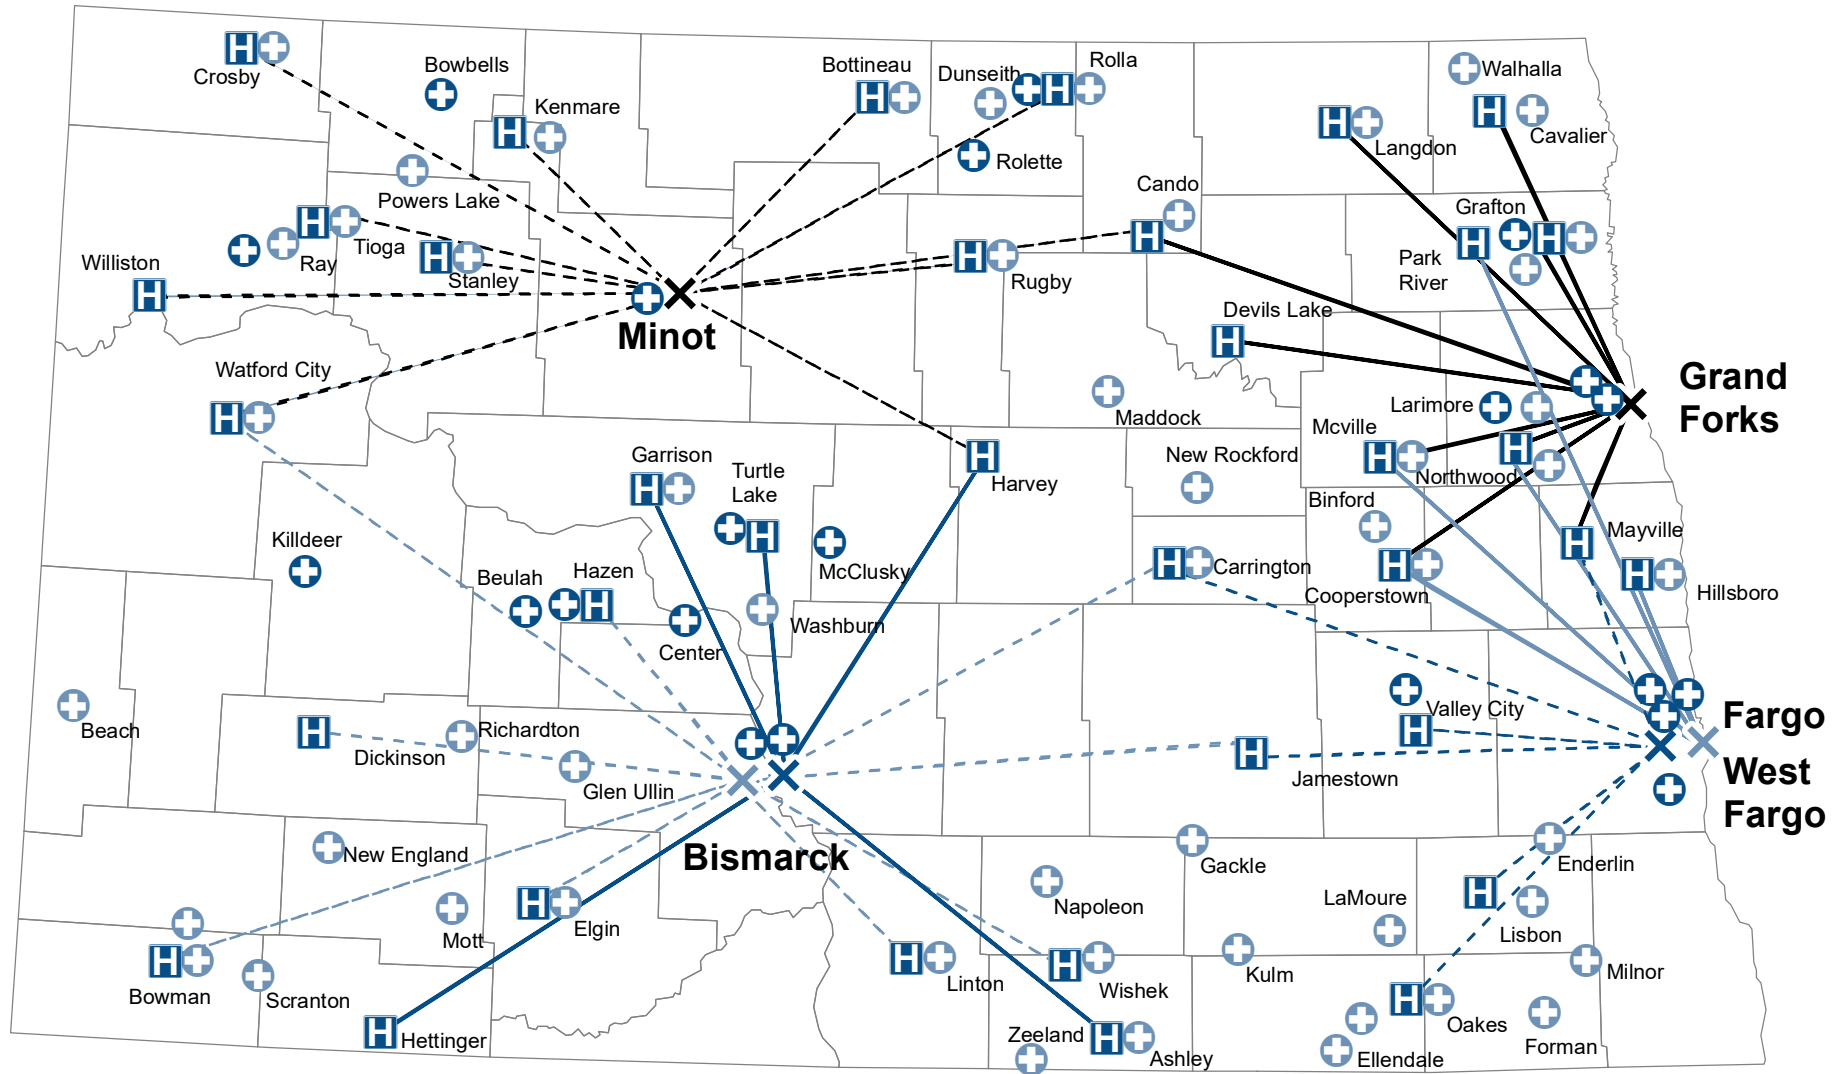 Crosby
Bowbells
Kenmare
Bottineau
Dunseith
Rolla
Walhalla
Cavalier
Langdon
Rolette
Powers Lake
Cando
Grafton
Tioga
Ray
Williston
Stanley
Rugby
Park
River
Minot
Devils Lake
Watford City
Grand
Forks
Maddock
Larimore
Mcville
Garrison
Turtle
Lake
Harvey
New Rockford
Northwood
Binford
Killdeer
McClusky
Mayville
Beulah
Hazen
Carrington
Cooperstown
Hillsboro
Center
Washburn
Beach
Richardton
Dickinson
Valley City
Fargo
Jamestown
West
Fargo
Glen Ullin
Bismarck
New England
Gackle
Enderlin
Napoleon
LaMoure
Mott
Elgin
Lisbon
Bowman
Scranton
Linton
Wishek
Kulm
Milnor
Hettinger
Zeeland
Ashley
Ellendale
Oakes
Forman